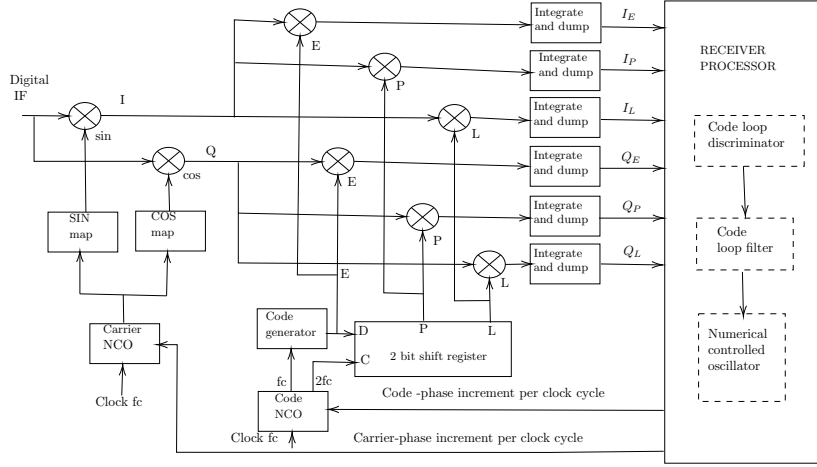 Integrate
and dump
I_E
E
RECEIVER
PROCESSOR
Integrate
and dump
I_P
P
Digital
IF
I
sin
Integrate
and dump
I_L
L
Code loop
discriminator
Q
cos
E
Integrate
and dump
Q_E
SIN
map
COS
map
P
Integrate
and dump
Q_P
Code
loop filter
L
Integrate
and dump
Q_L
E
Carrier
NCO
Code
generator
D
P
L
C
2 bit shift register
Numerical
controlled
oscillator
fc
2fc
Clock fc
Code
NCO
Code -phase increment per clock cycle
Clock fc
Carrier-phase increment per clock cycle